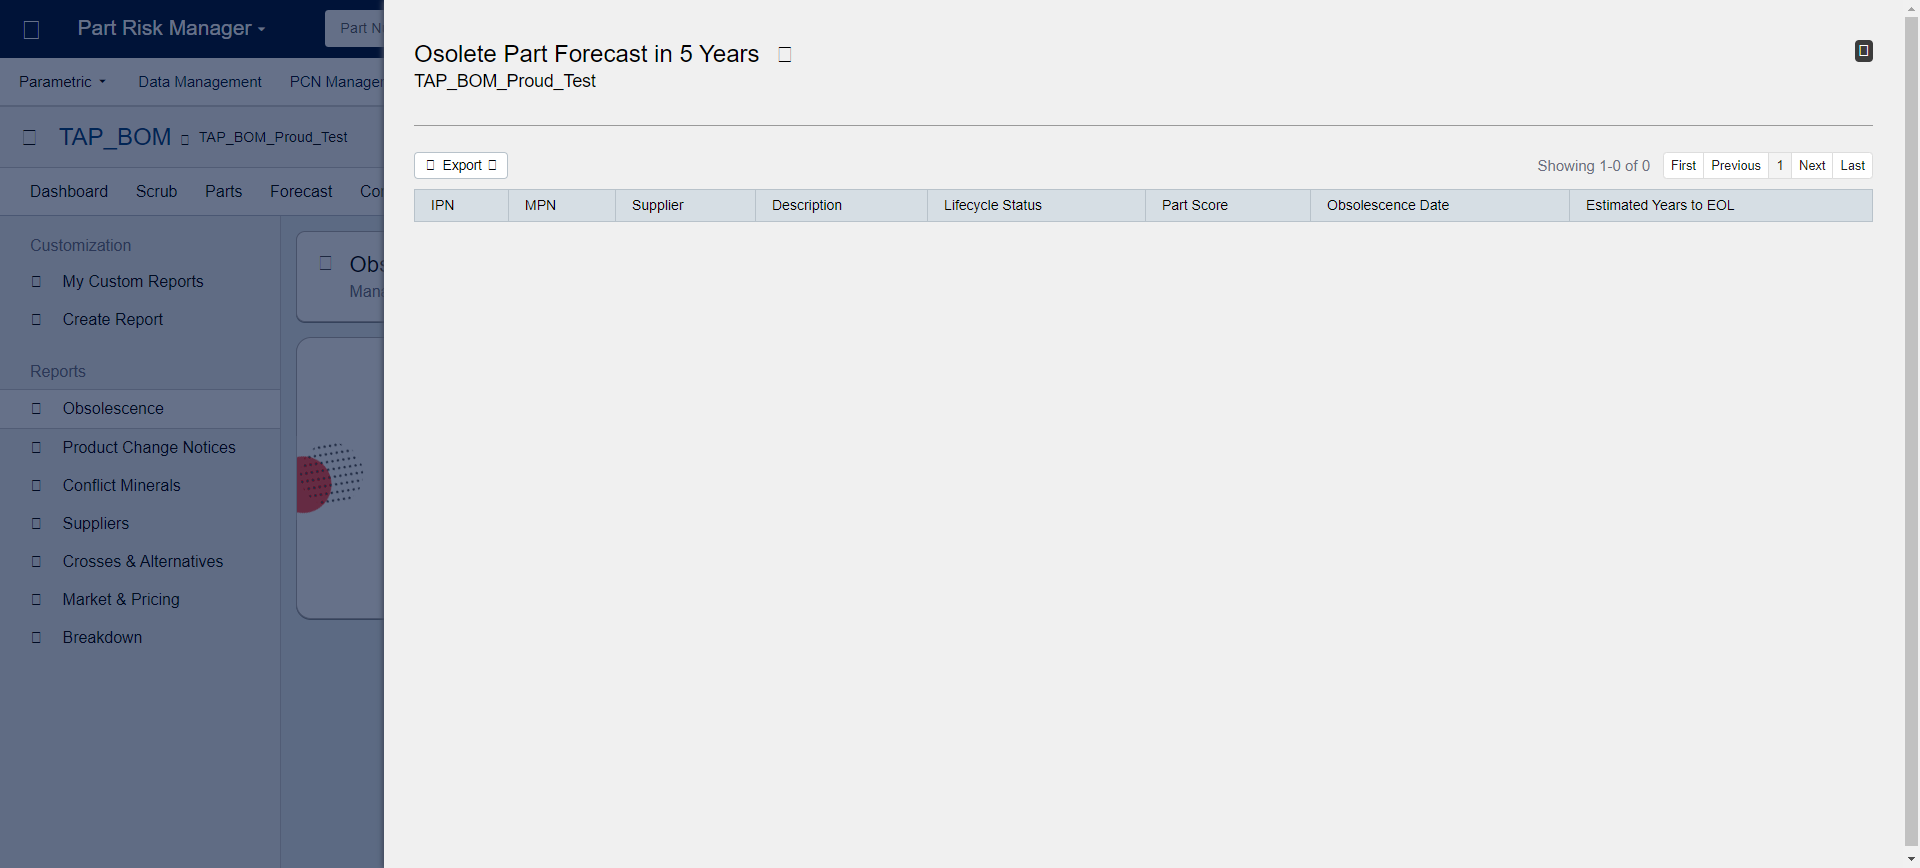 Part Risk Manager
Part N
Parametric
Data Management
PCN Manager
TAP_BOM
TAP_BOM_Proud_Test
Dashboard
Scrub
Parts
Forecast
Co
Customization
My Custom Reports
Create Report
Reports
Obsolescence
Product Change Notices
Conflict Minerals
Suppliers
Crosses & Alternatives
Market & Pricing
Breakdown
Obs
Mana
Osolete Part Forecast in 5 Years
TAP_BOM_Proud_Test
Export
Showing 1-0 of 0
First Previous 1 Next Last
IPN MPN Supplier Description Lifecycle Status Part Score Obsolescence Date Estimated Years to EOL